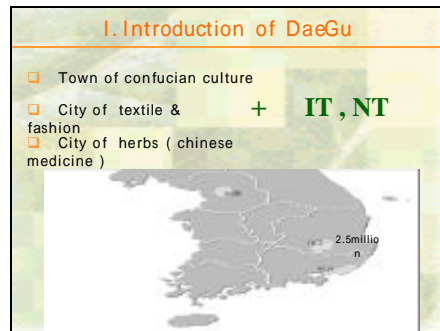 I. Introduction of DaeGu
Town of confucian culture
City of textile &
fashion
City of herbs ( chinese
medicine )
+ IT , NT
2.5millio
n